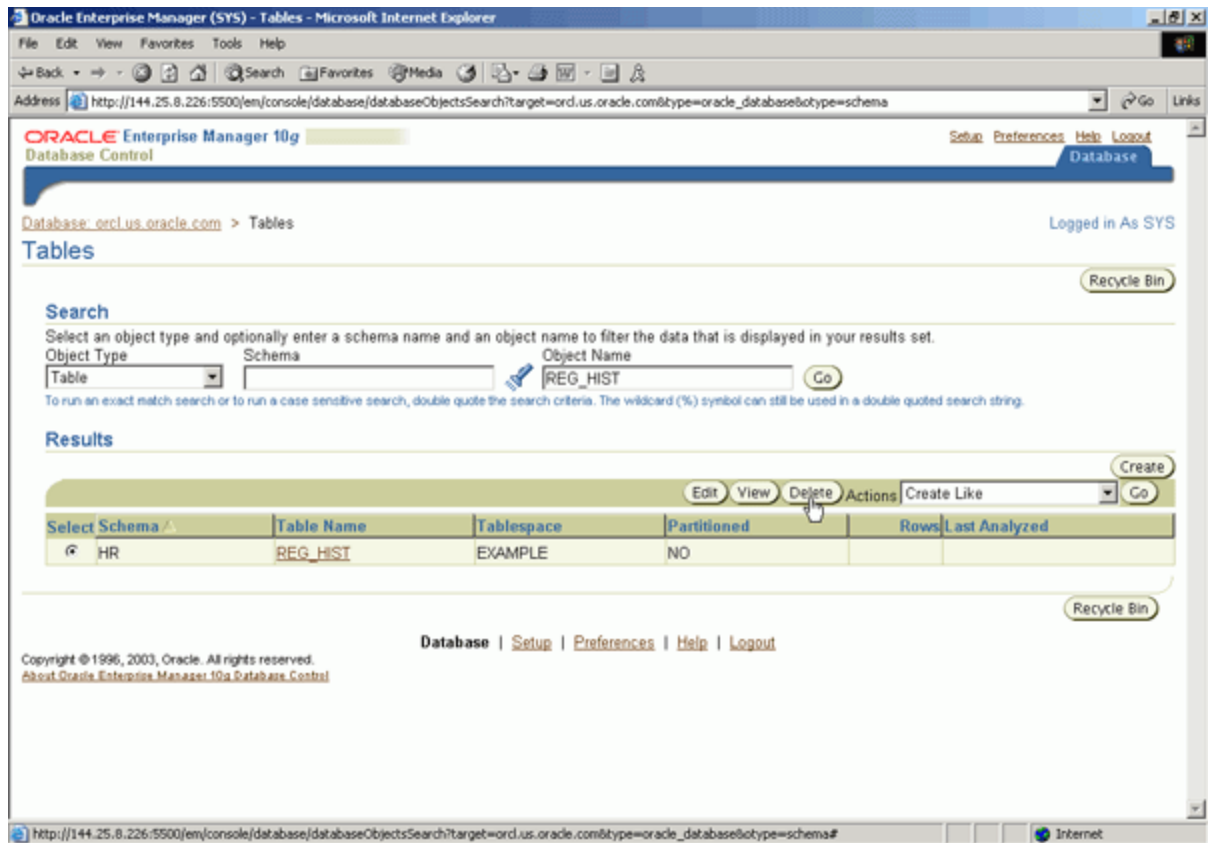 Oracle Enterprise Manager (SYS) - Tables - Microsoft Internet Explorer
File Edit View Favorites Tools Help
Back Search Favorites Media
Address http://144.25.8.226:5500/em/console/database/databaseObjectsSearch?target=orcl.us.oracle.com&type=oracle_database&otype=schema Go Links
ORACLE Enterprise Manager 10g
Database Control
Setup Preferences Help Logout
Database
Database: orcl.us.oracle.com > Tables
Logged in As SYS
Tables
Recycle Bin
Search
Select an object type and optionally enter a schema name and an object name to filter the data that is displayed in your results set.
Object Type Schema Object Name
Table REG_HIST Go
To run an exact match search or to run a case sensitive search, double quote the search criteria. The wildcard (%) symbol can still be used in a double quoted search string.
Results
Create
Edit View Delete Actions Create Like Go
Select Schema Table Name Tablespace Partitioned Rows Last Analyzed
HR REG_HIST EXAMPLE NO
Recycle Bin
Database | Setup | Preferences | Help | Logout
Copyright © 1996, 2003, Oracle. All rights reserved.
About Oracle Enterprise Manager 10g Database Control
http://144.25.8.226:5500/em/console/database/databaseObjectsSearch?target=orcl.us.oracle.com&type=oracle_database&otype=schema# Internet